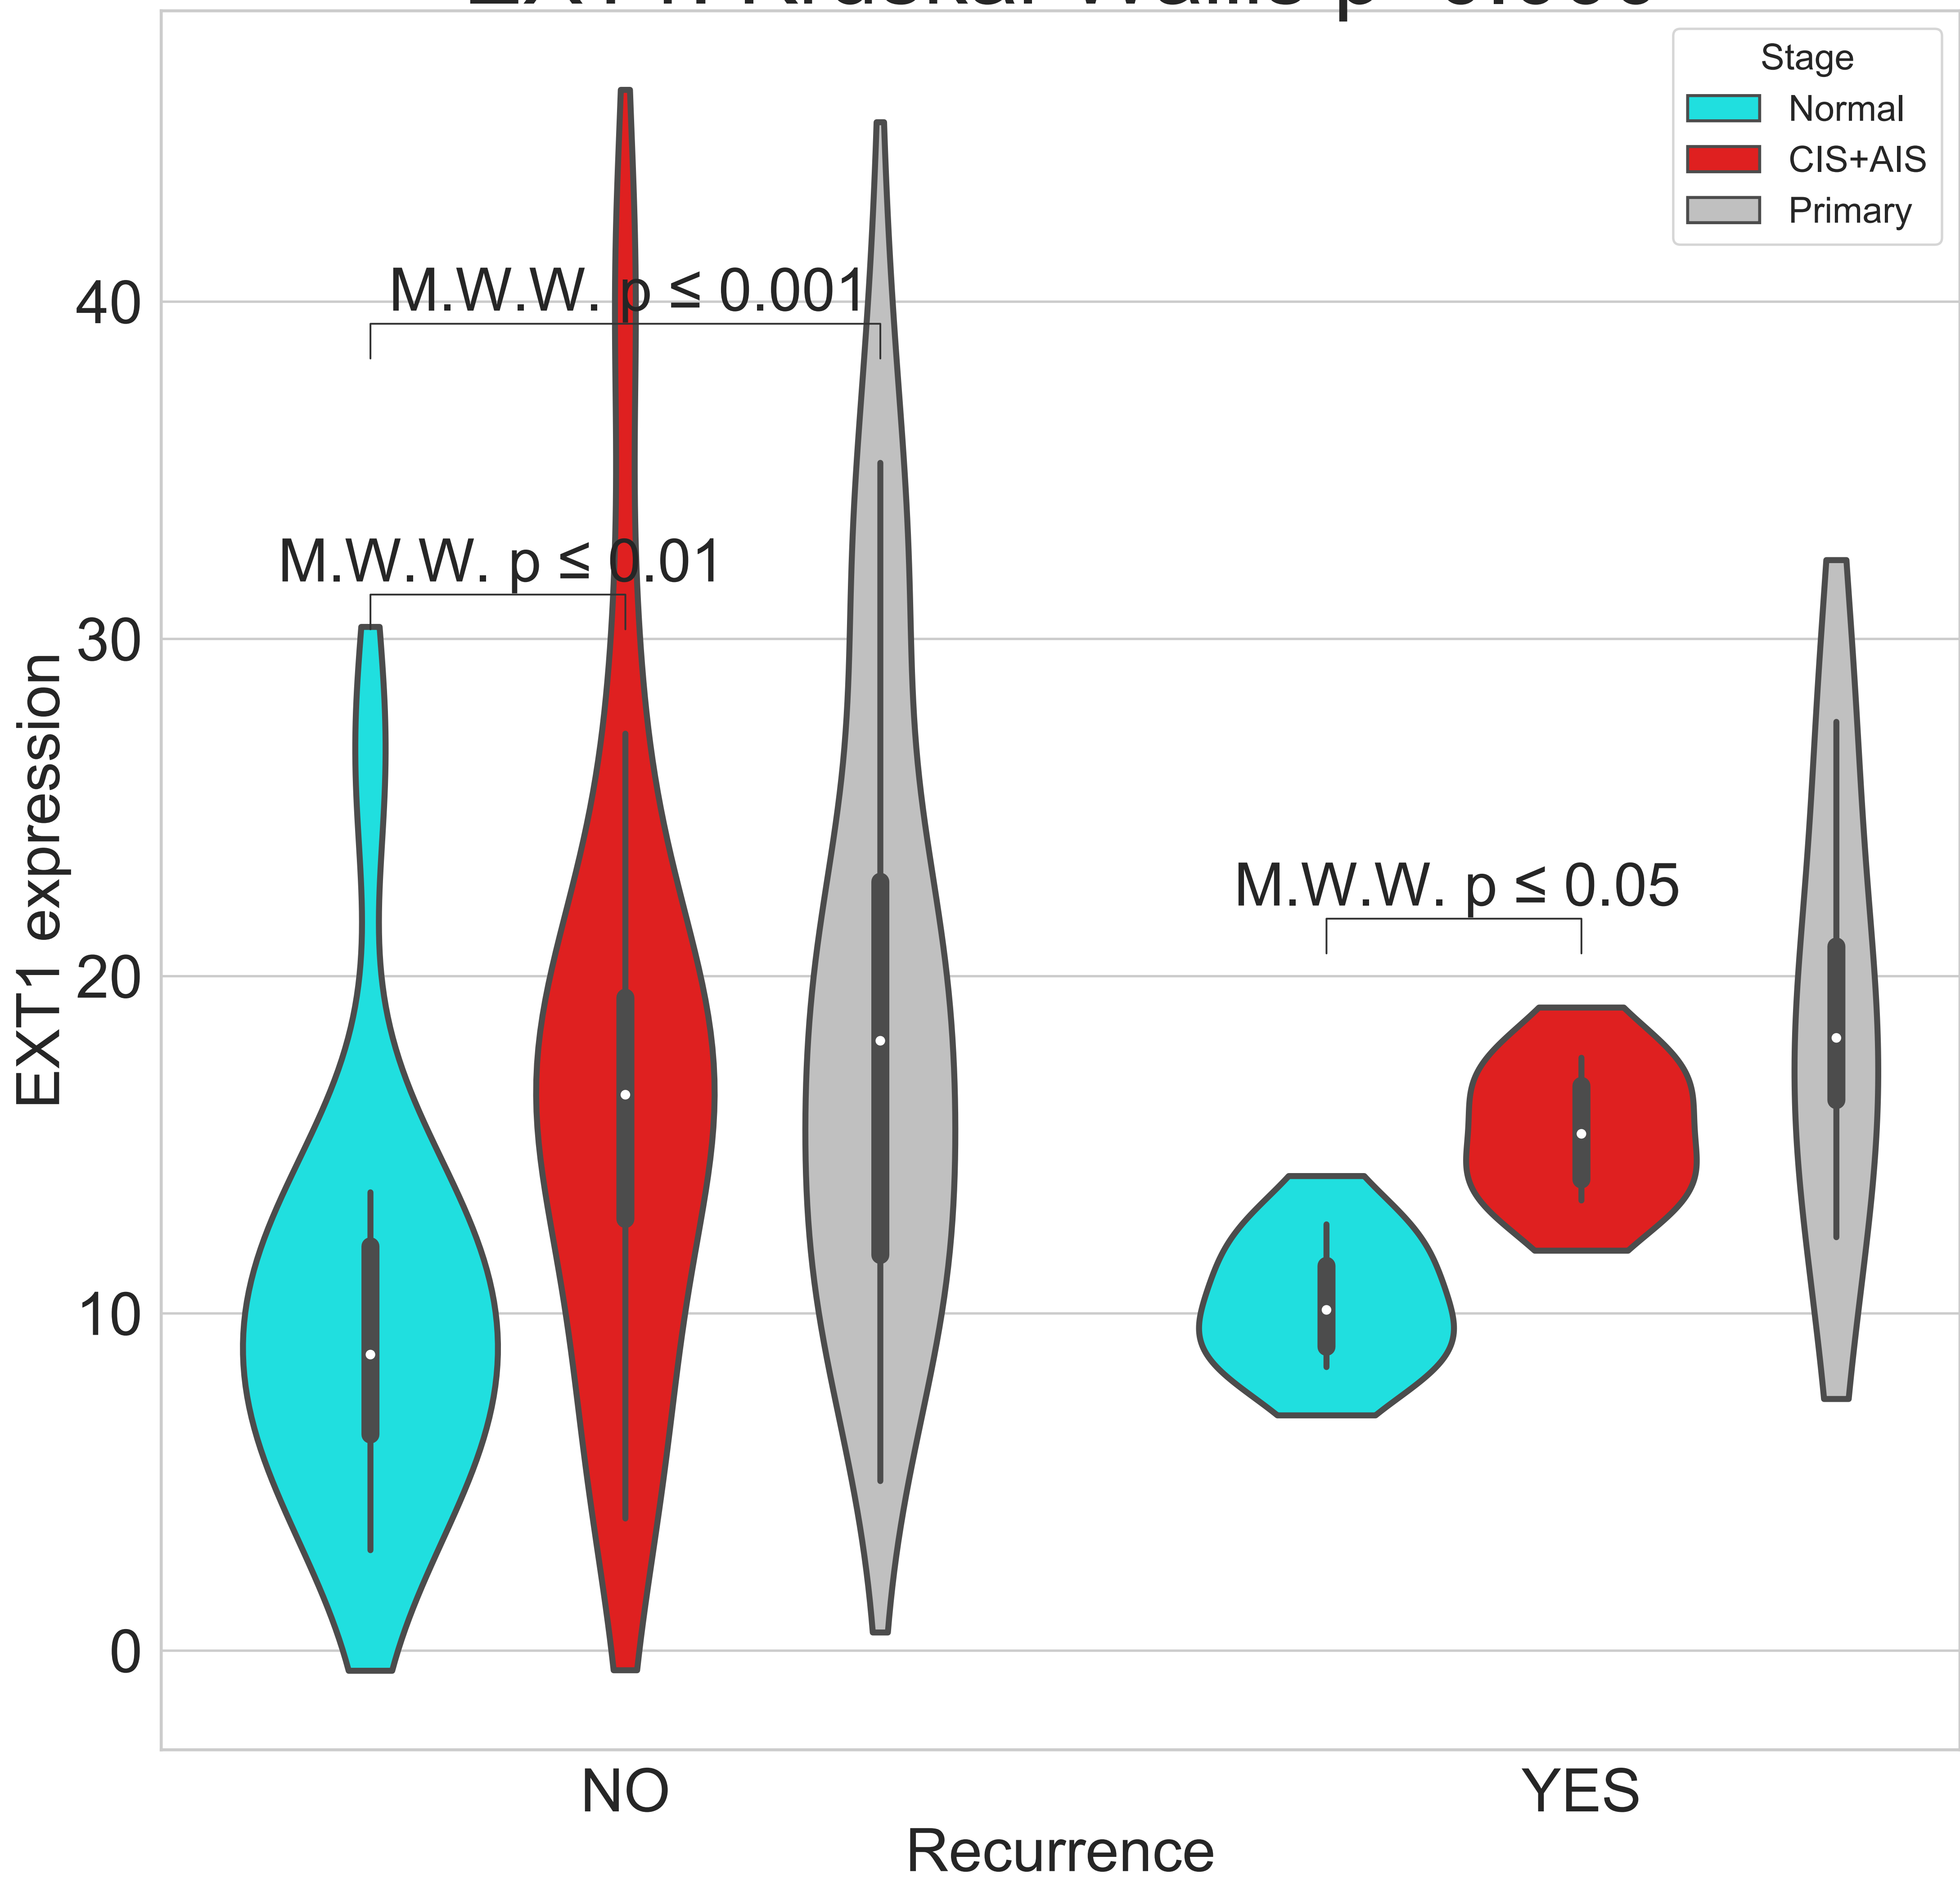 Stage
Normal
CIS+AIS
Primary
M.W.W. p ≤ 0.001
M.W.W. p ≤ 0.01
M.W.W. p ≤ 0.05
EXT1 expression
40
30
20
10
0
NO
YES
Recurrence